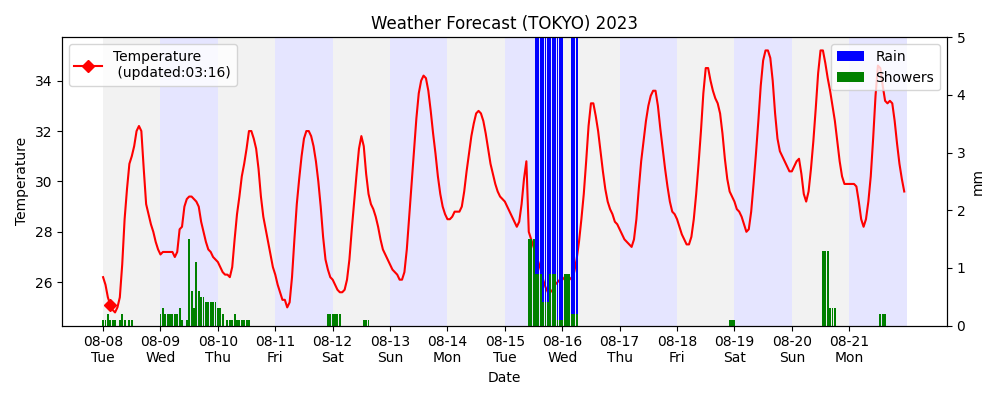 Weather Forecast (TOKYO) 2023
Temperature
(updated:03:16)
Rain
Showers
Temperature
34
32
30
28
26
5
4
3
2
1
0
mm
08-08 08-09 08-10 08-11 08-12 08-13 08-14 08-15 08-16 08-17 08-18 08-19 08-20 08-21
Tue Wed Thu Fri Sat Sun Mon Tue Wed Thu Fri Sat Sun Mon
Date